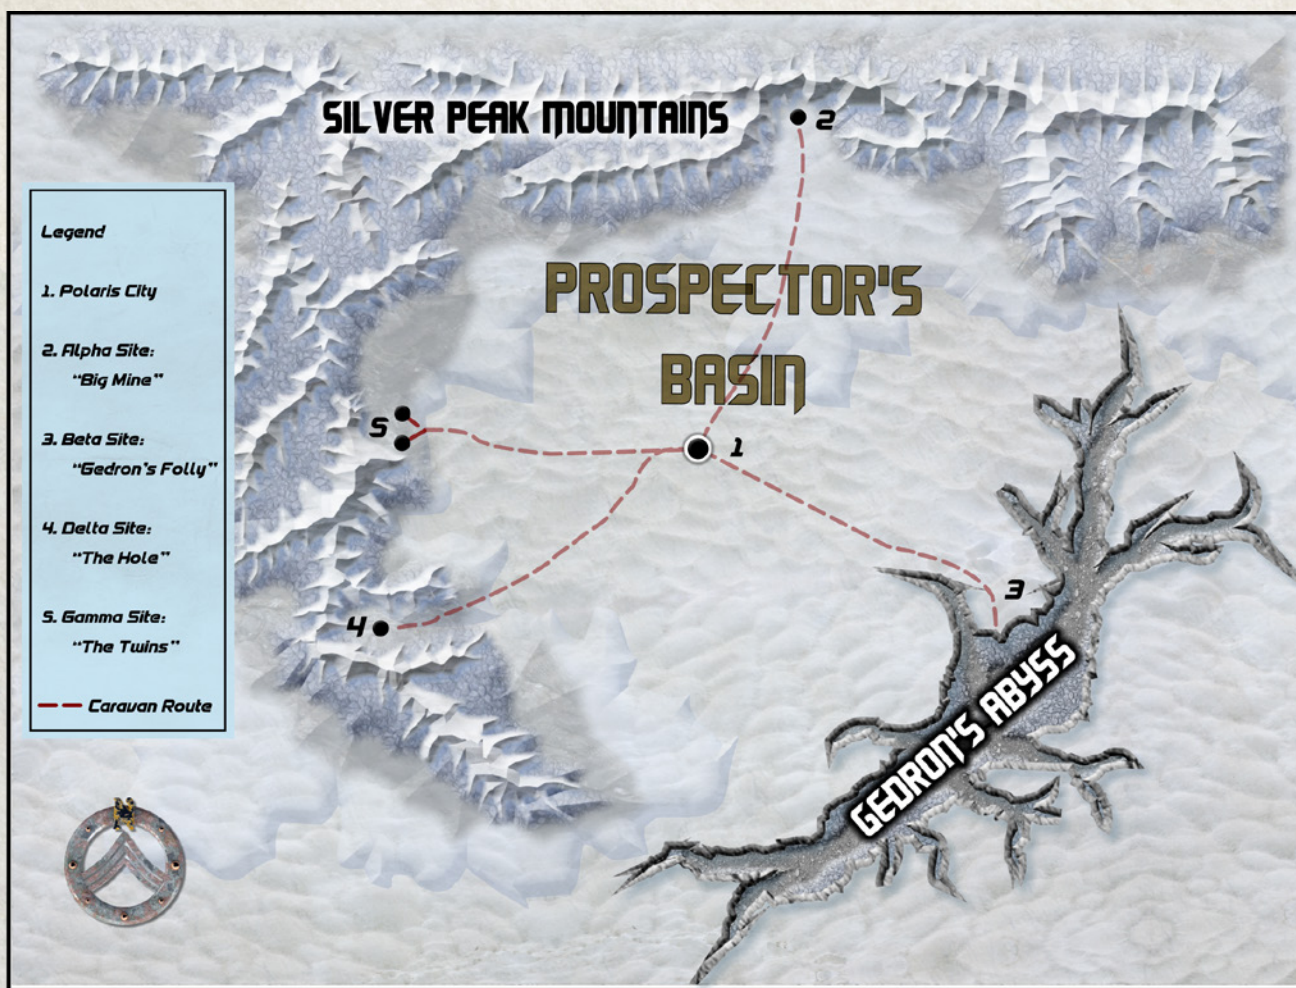 SILVER PEAK MOUNTAINS
2
PROSPECTOR'S
BASIN
5
1
3
4
GEDRON'S ABYSS
Legend
1. Polaris City
2. Alpha Site:
"Big Mine"
3. Beta Site:
"Gedron's Folly"
4. Delta Site:
"The Hole"
5. Gamma Site:
"The Twins"
Caravan Route
N